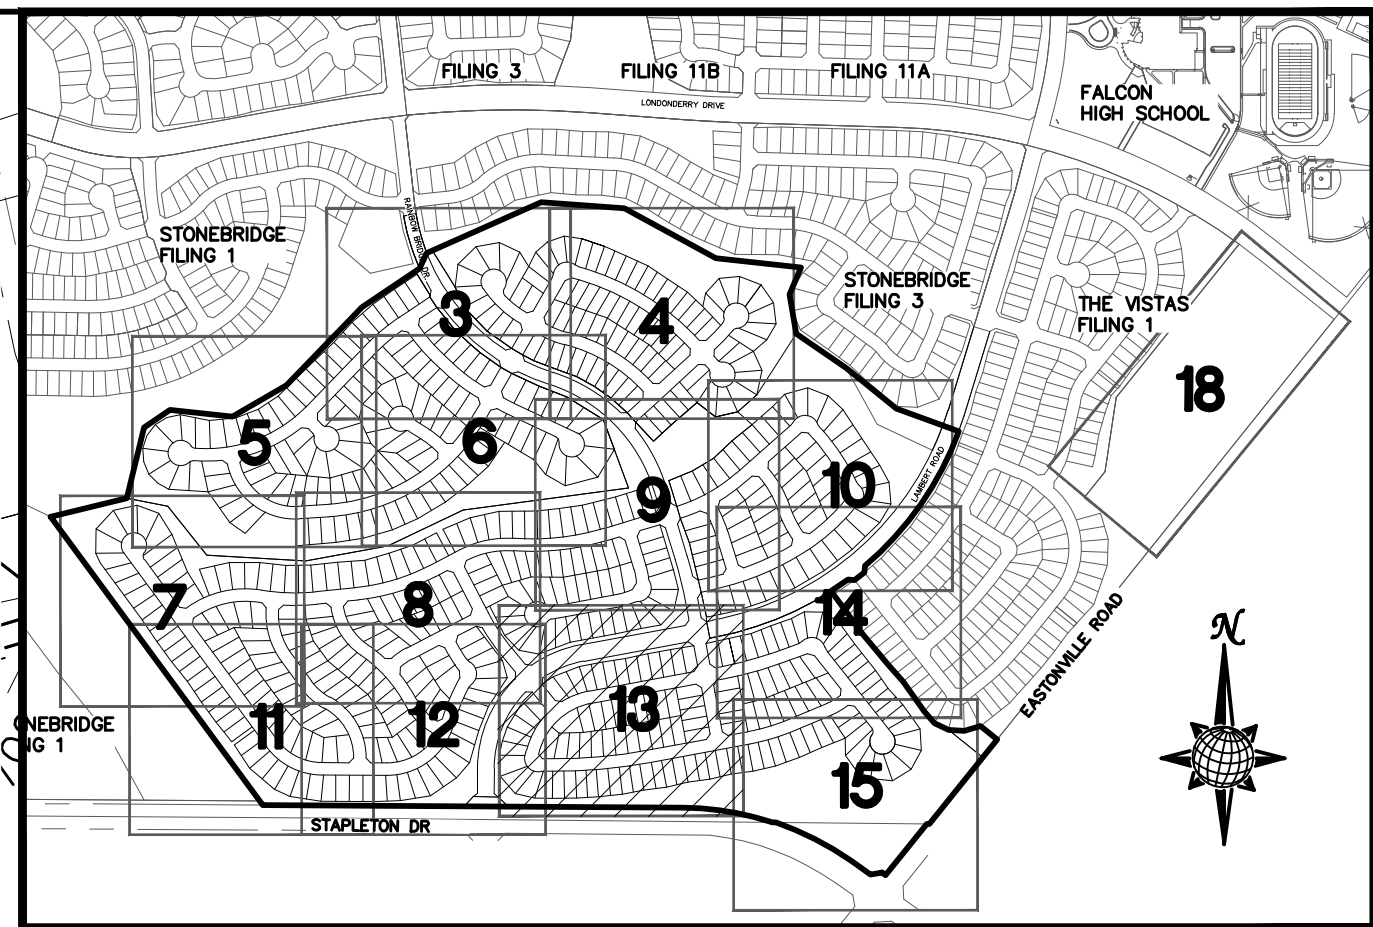 FILING 3
FILING 11B
FILING 11A
LONDONDERRY DRIVE
FALCON
HIGH SCHOOL
STONEBRIDGE
FILING 1
RAINBOW BRIDGE DR.
STONEBRIDGE
FILING 3
THE VISTAS
FILING 1
3
4
18
5
6
9
10
LAMBERT ROAD
7
8
14
EASTONVILLE ROAD
N
ONEBRIDGE
NG 1
11
12
13
15
STAPLETON DR